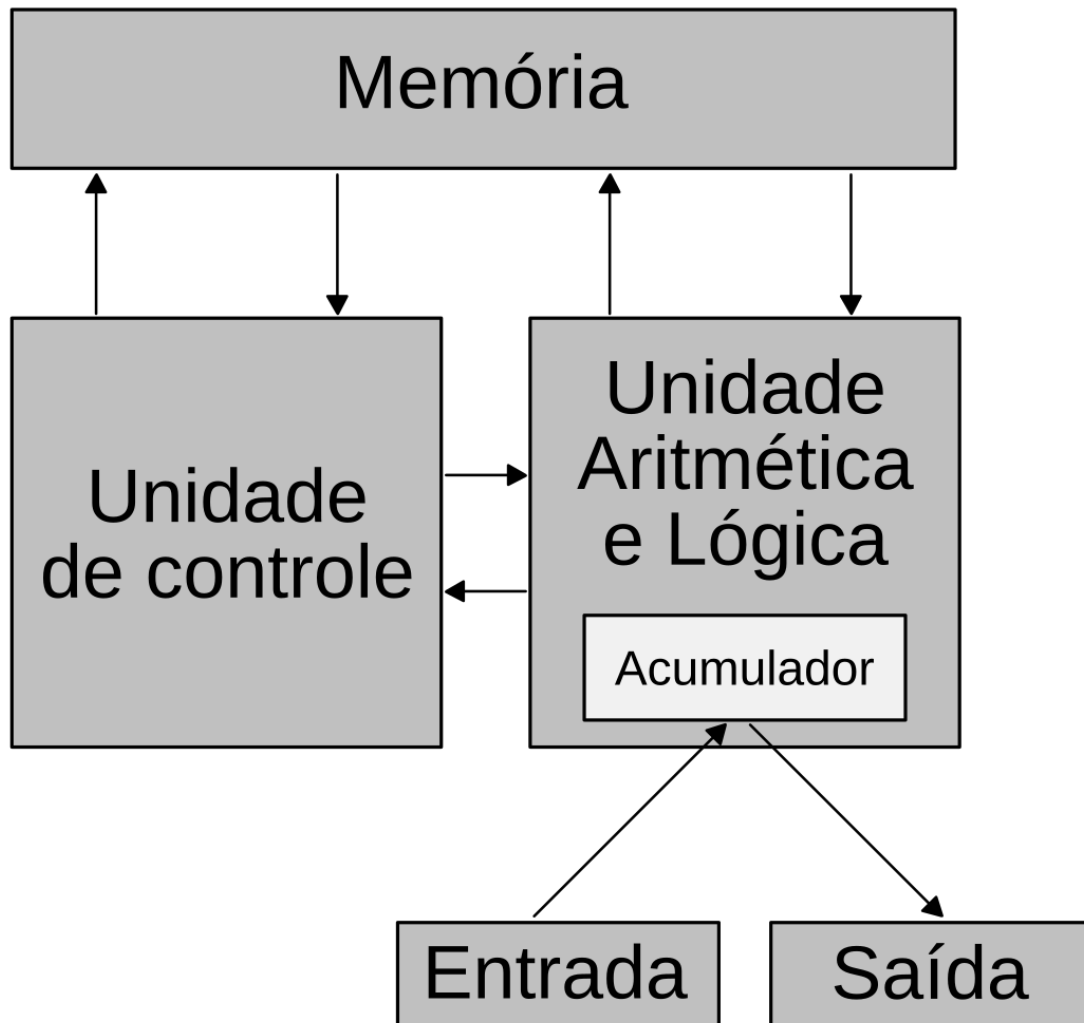 Memória
Unidade
de controle
Unidade
Aritmética
e Lógica
Acumulador
Entrada
Saída